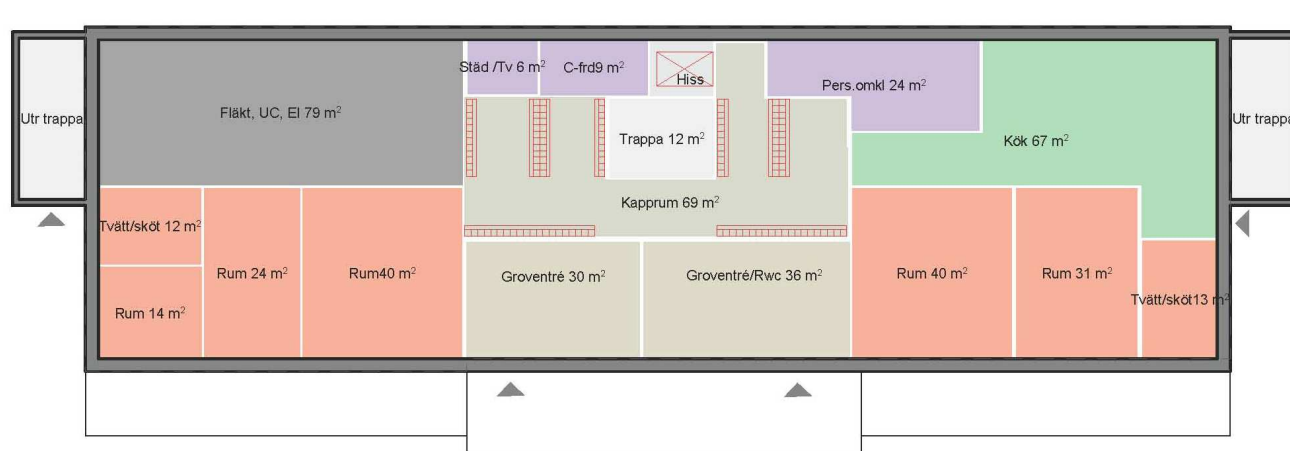 Städ /Tv 6 m²
C-frd9 m²
Hiss
Pers.omkl 24 m²
Fläkt, UC, El 79 m²
Utr trappa
Trappa 12 m²
Kök 67 m²
Utr trappa
Kapprum 69 m²
Tvätt/sköt 12 m²
Rum 24 m²
Rum40 m²
Groventré 30 m²
Groventré/Rwc 36 m²
Rum 40 m²
Rum 31 m²
Tvätt/sköt13 m²
Rum 14 m²